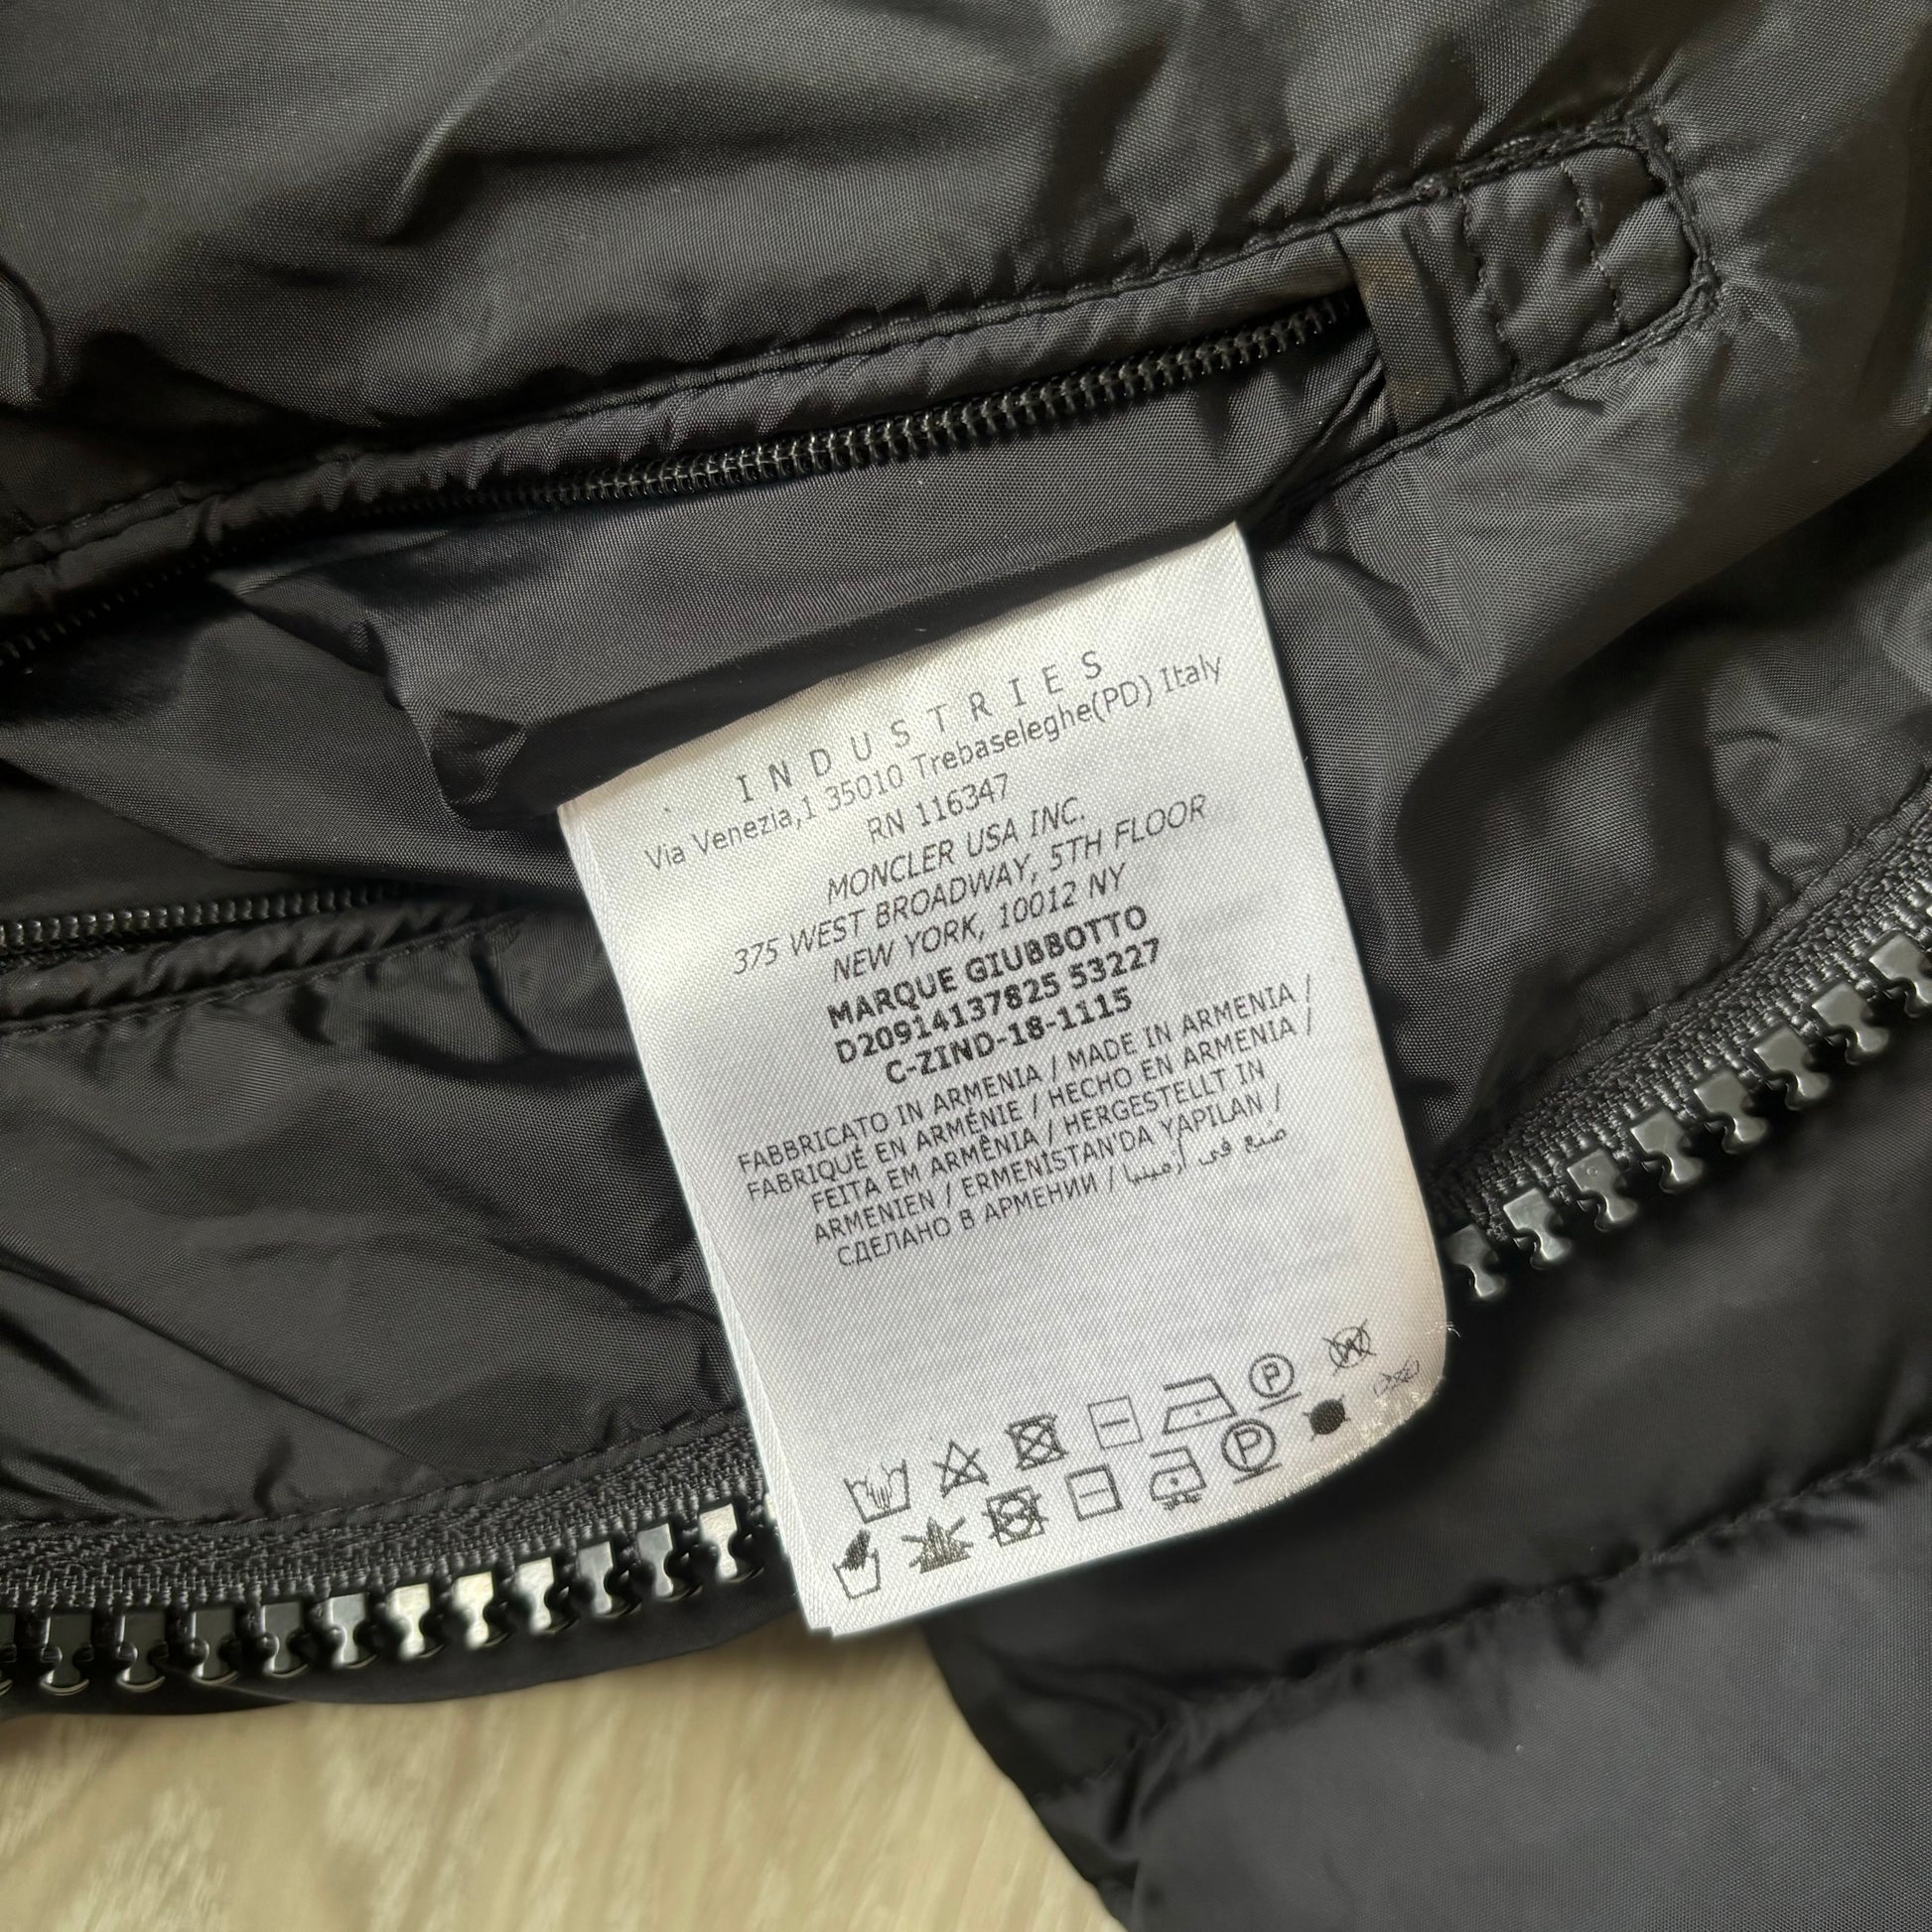 INDUSTRIES
Via Venezia,1 35010 Trebaseleghe(PD) Italy
RN 116347
MONCLER USA INC.
375 WEST BROADWAY, 5TH FLOOR
NEW YORK, 10012 NY
MARQUE GIUBBOTTO
D20914137825 53227
C-ZIND-18-1115
FABBRICATO IN ARMENIA / MADE IN ARMENIA /
FABRIQUÉ EN ARMÉNIE / HECHO EN ARMENIA /
FEITA EM ARMÊNIA / HERGESTELLT IN
ARMENIEN / ERMENİSTAN'DA YAPILAN /
СДЕЛАНО В АРМЕНИИ / صنع في أرمينيا
P
W
P